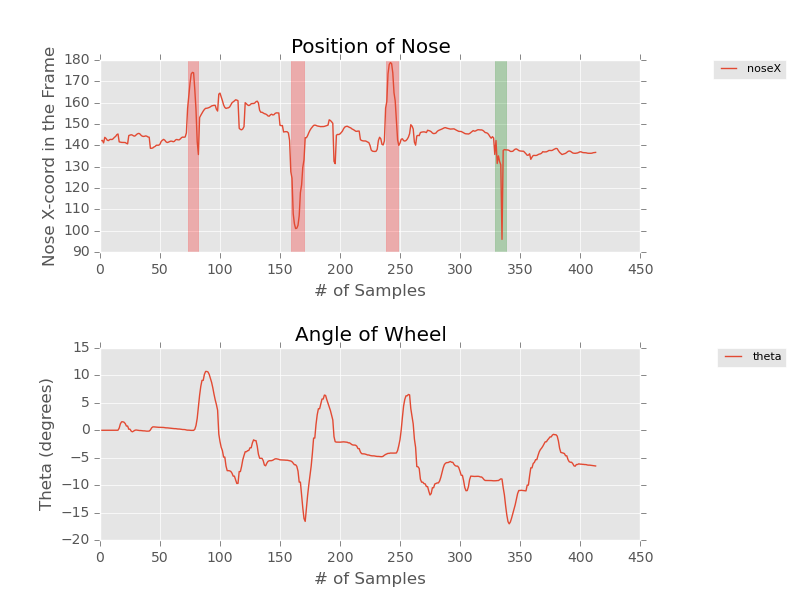 Position of Nose
180
170
160
150
140
130
120
110
100
90
Nose X-coord in the Frame
0 50 100 150 200 250 300 350 400 450
# of Samples
noseX
Angle of Wheel
15
10
5
0
−5
−10
−15
−20
Theta (degrees)
0 50 100 150 200 250 300 350 400 450
# of Samples
theta